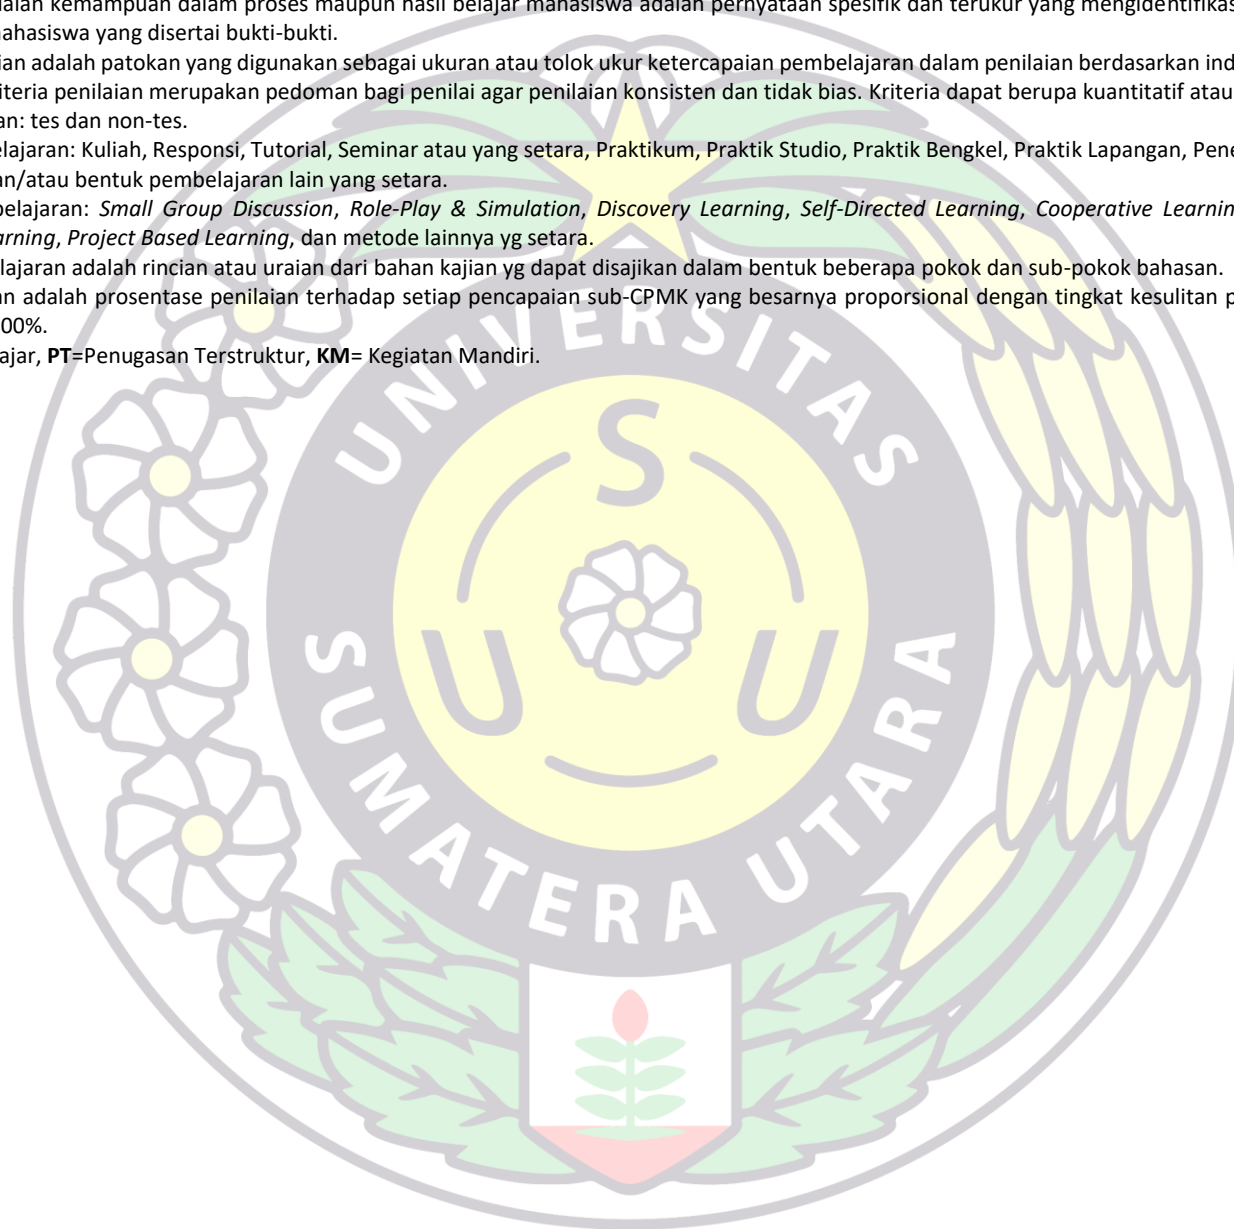 alaian kemampuan dalam proses maupun hasil belajar mahasiswa adalah pernyataan spesifik dan terukur yang mengidentifikas
nahasiswa yang disertai bukti-bukti.
ian adalah patokan yang digunakan sebagai ukuran atau tolok ukur ketercapaian pembelajaran dalam penilaian berdasarkan ind
iteria penilaian merupakan pedoman bagi penilai agar penilaian konsisten dan tidak bias. Kriteria dapat berupa kuantitatif atau
an: tes dan non-tes.
elajaran: Kuliah, Responsi, Tutorial, Seminar atau yang setara, Praktikum, Praktik Studio, Praktik Bengkel, Praktik Lapangan, Pene
an/atau bentuk pembelajaran lain yang setara.
belajaran: Small Group Discussion, Role-Play & Simulation, Discovery Learning, Self-Directed Learning, Cooperative Learnin
arning, Project Based Learning, dan metode lainnya yg setara.
lajaran adalah rincian atau uraian dari bahan kajian yg dapat disajikan dalam bentuk beberapa pokok dan sub-pokok bahasan.
an adalah prosentase penilaian terhadap setiap pencapaian sub-CPMK yang besarnya proporsional dengan tingkat kesulitan p
00%.
ajar, PT=Penugasan Terstruktur, KM= Kegiatan Mandiri.
UNIVERSITAS
S
U U
SUMATERA UTARA